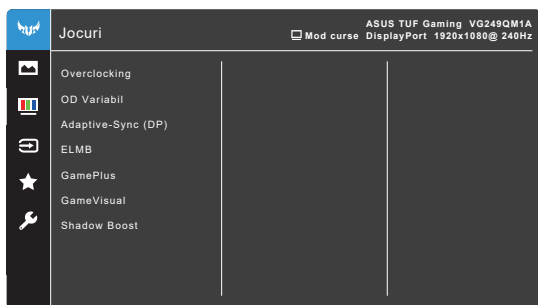 Jocuri
ASUS TUF Gaming VG249QM1A
Mod curse DisplayPort 1920x1080@ 240Hz
Overclocking
OD Variabil
Adaptive-Sync (DP)
ELMB
GamePlus
GameVisual
Shadow Boost